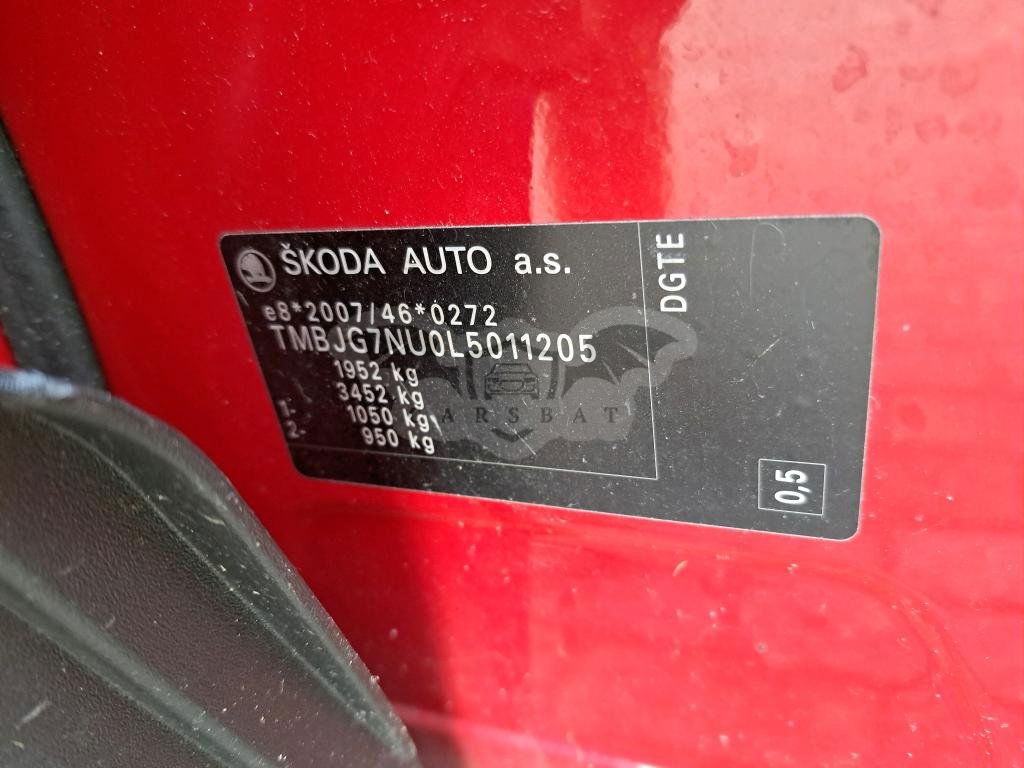 ŠKODA AUTO a.s.
e8*2007/46*0272
TMBJG7NU0L5011205
1952 kg
3452 kg
1. 1050 kg
2. 950 kg
DGTE
0,5
ARSBAT